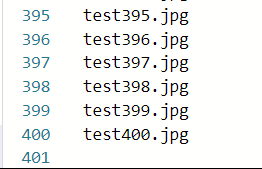 395 test395.jpg
396 test396.jpg
397 test397.jpg
398 test398.jpg
399 test399.jpg
400 test400.jpg
401